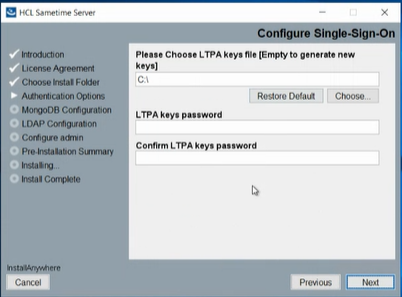 HCL Sametime Server
Configure Single-Sign-On
Introduction
License Agreement
Choose Install Folder
Authentication Options
MongoDB Configuration
LDAP Configuration
Configure admin
Pre-Installation Summary
Installing...
Install Complete
Please Choose LTPA keys file [Empty to generate new
keys]
C:\
Restore Default
Choose...
LTPA keys password
Confirm LTPA keys password
InstallAnywhere
Cancel
Previous
Next